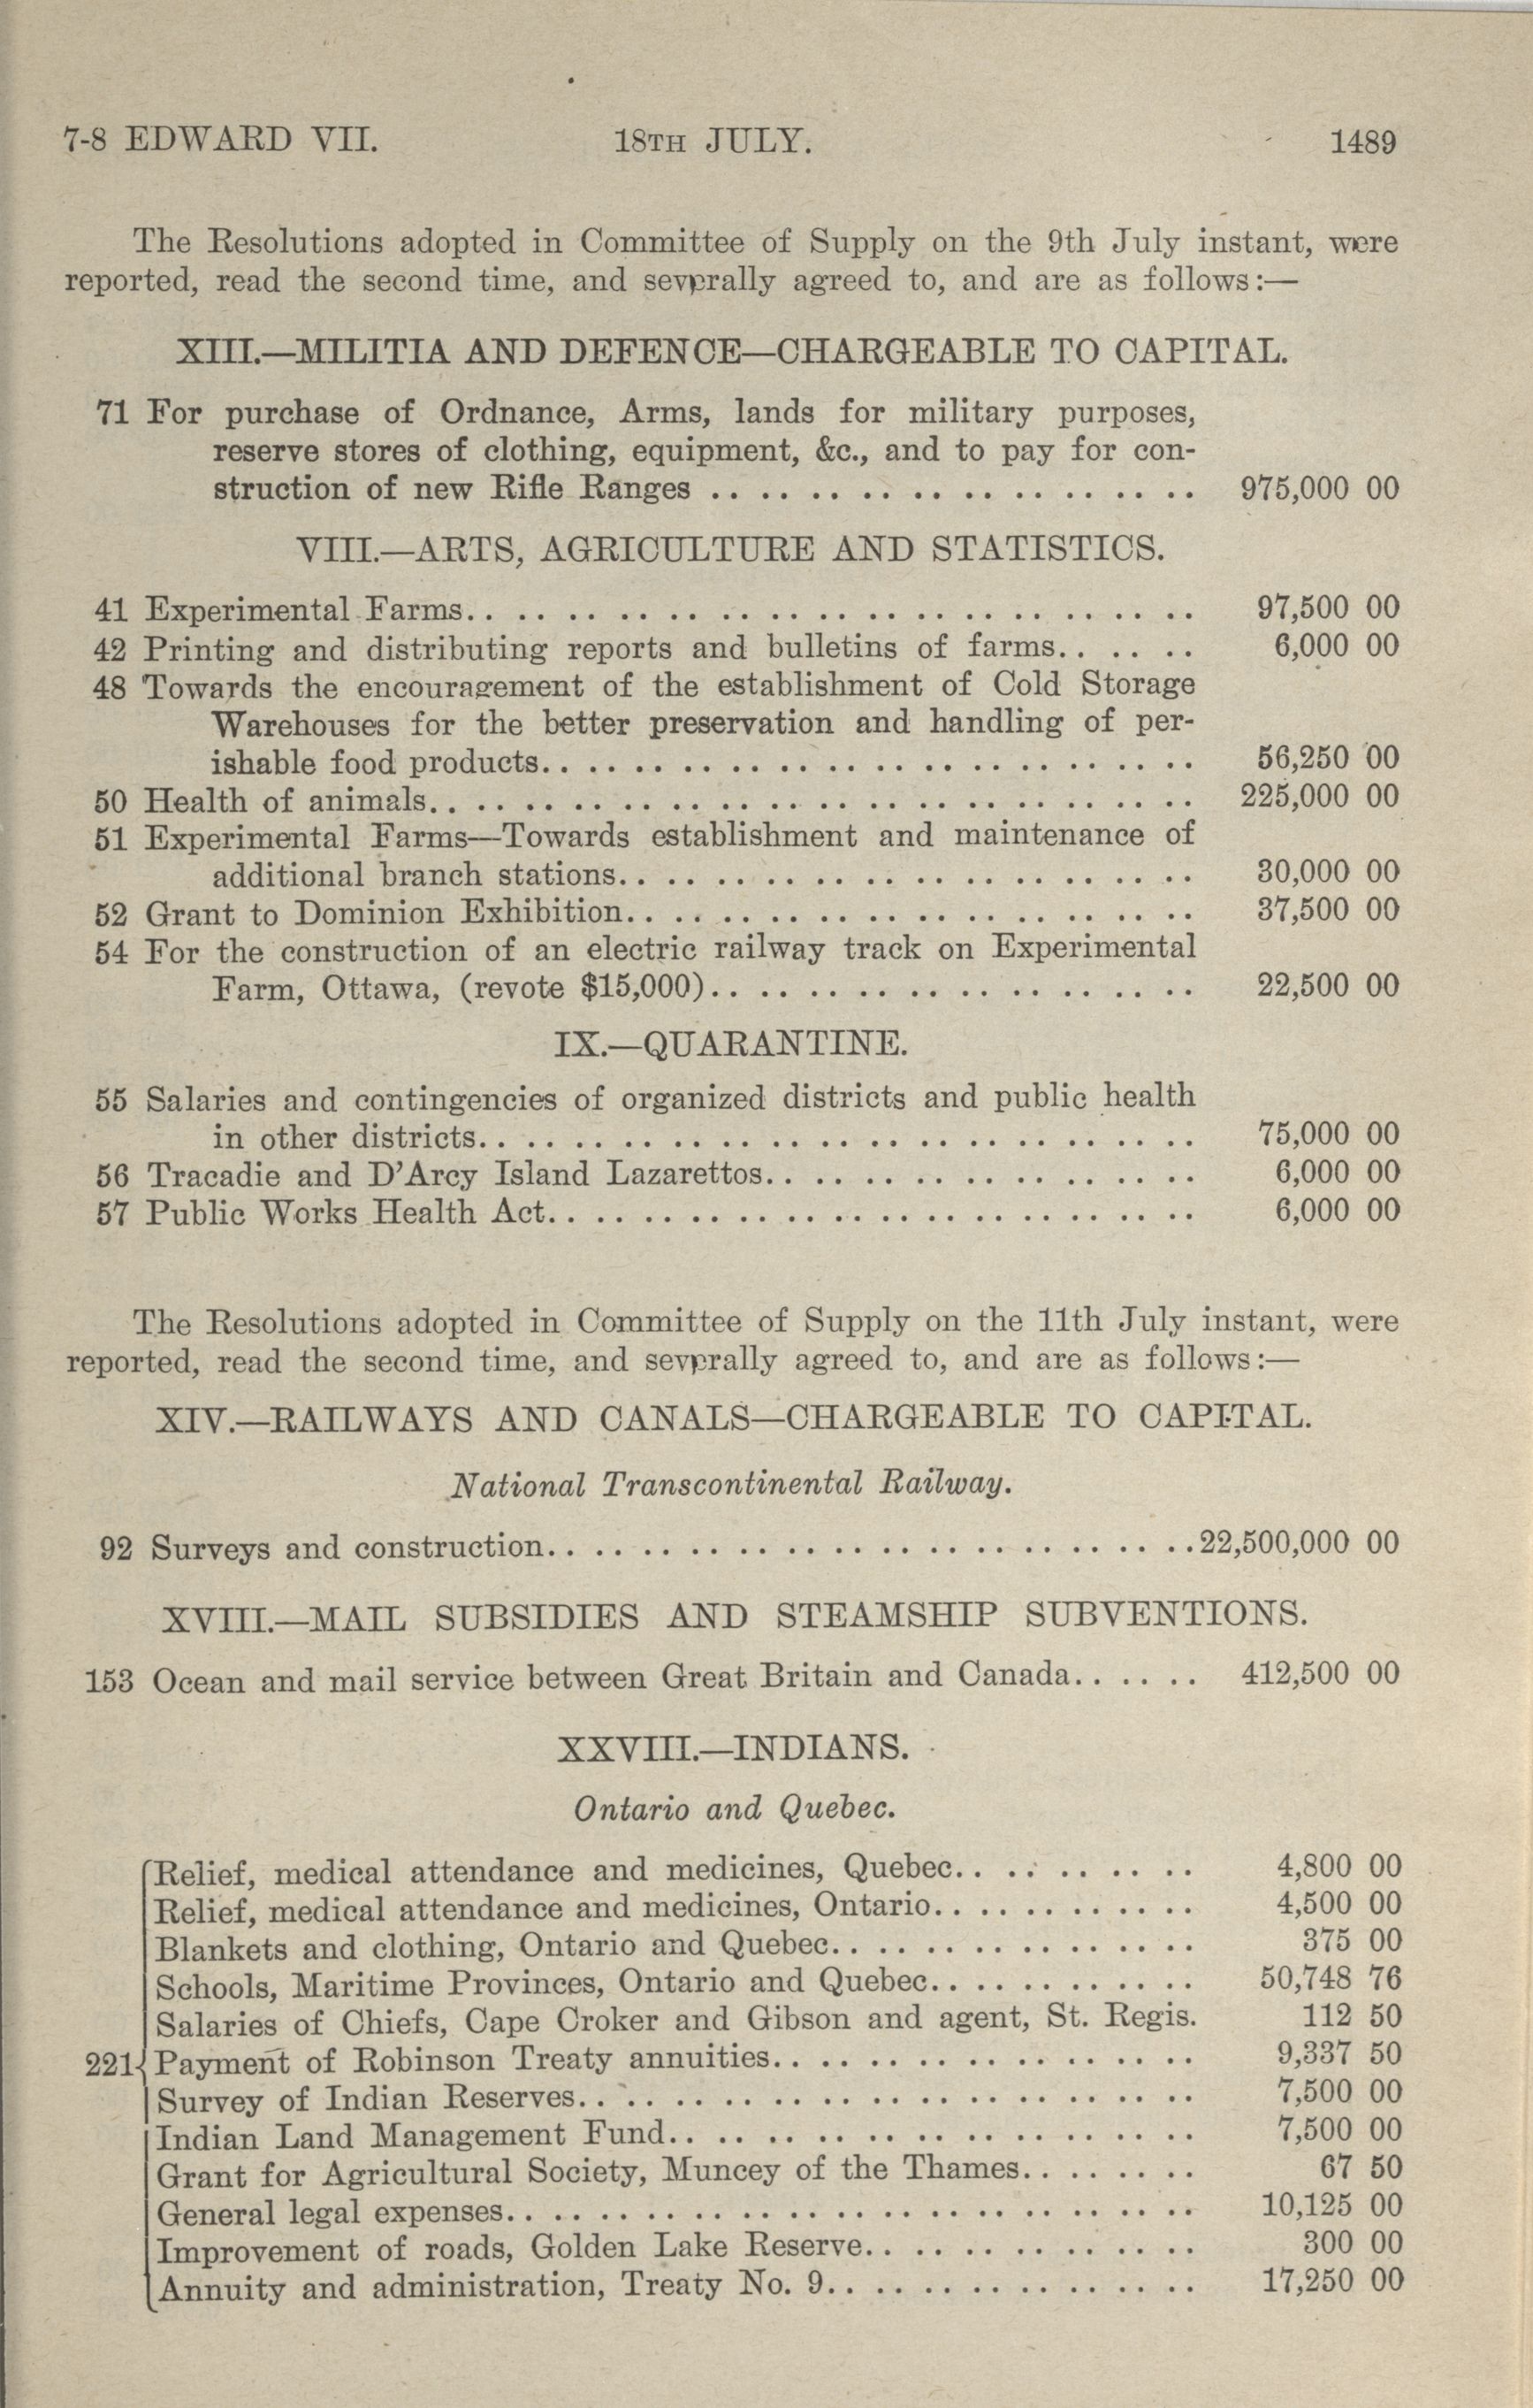 7-8 EDWARD VII. 18TH JULY. 1489
The Resolutions adopted in Committee of Supply on the 9th July instant, were
reported, read the second time, and severally agreed to, and are as follows:—
XIII.—MILITIA AND DEFENCE—CHARGEABLE TO CAPITAL.
71 For purchase of Ordnance, Arms, lands for military purposes,
reserve stores of clothing, equipment, &c., and to pay for con-
struction of new Rifle Ranges .. .. .. .. .. .. .. .. .. .. 975,000 00
VIII.—ARTS, AGRICULTURE AND STATISTICS.
41 Experimental Farms.. .. .. .. .. .. .. .. .. .. .. .. .. .. .. 97,500 00
42 Printing and distributing reports and bulletins of farms.. .. .. 6,000 00
48 Towards the encouragement of the establishment of Cold Storage
Warehouses for the better preservation and handling of per-
ishable food products.. .. .. .. .. .. .. .. .. .. .. .. .. .. 56,250 00
50 Health of animals.. .. .. .. .. .. .. .. .. .. .. .. .. .. .. .. 225,000 00
51 Experimental Farms—Towards establishment and maintenance of
additional branch stations.. .. .. .. .. .. .. .. .. .. .. .. 30,000 00
52 Grant to Dominion Exhibition.. .. .. .. .. .. .. .. .. .. .. .. 37,500 00
54 For the construction of an electric railway track on Experimental
Farm, Ottawa, (revote $15,000).. .. .. .. .. .. .. .. .. .. 22,500 00
IX.—QUARANTINE.
55 Salaries and contingencies of organized districts and public health
in other districts.. .. .. .. .. .. .. .. .. .. .. .. .. .. .. 75,000 00
56 Tracadie and D'Arcy Island Lazarettos.. .. .. .. .. .. .. .. .. 6,000 00
57 Public Works Health Act.. .. .. .. .. .. .. .. .. .. .. .. .. .. 6,000 00
The Resolutions adopted in Committee of Supply on the 11th July instant, were
reported, read the second time, and severally agreed to, and are as follows:—
XIV.—RAILWAYS AND CANALS—CHARGEABLE TO CAPITAL.
National Transcontinental Railway.
92 Surveys and construction.. .. .. .. .. .. .. .. .. .. .. .. .. ..22,500,000 00
XVIII.—MAIL SUBSIDIES AND STEAMSHIP SUBVENTIONS.
153 Ocean and mail service between Great Britain and Canada.. .. .. 412,500 00
XXVIII.—INDIANS.
Ontario and Quebec.
Relief, medical attendance and medicines, Quebec.. .. .. .. .. 4,800 00
Relief, medical attendance and medicines, Ontario.. .. .. .. .. .. 4,500 00
Blankets and clothing, Ontario and Quebec.. .. .. .. .. .. .. .. 375 00
Schools, Maritime Provinces, Ontario and Quebec.. .. .. .. .. .. 50,748 76
Salaries of Chiefs, Cape Croker and Gibson and agent, St. Regis. 112 50
221 Payment of Robinson Treaty annuities.. .. .. .. .. .. .. .. .. 9,337 50
Survey of Indian Reserves.. .. .. .. .. .. .. .. .. .. .. .. .. 7,500 00
Indian Land Management Fund.. .. .. .. .. .. .. .. .. .. .. 7,500 00
Grant for Agricultural Society, Muncey of the Thames.. .. .. .. 67 50
General legal expenses.. .. .. .. .. .. .. .. .. .. .. .. .. .. .. 10,125 00
Improvement of roads, Golden Lake Reserve.. .. .. .. .. .. .. 300 00
Annuity and administration, Treaty No. 9.. .. .. .. .. .. .. .. 17,250 00